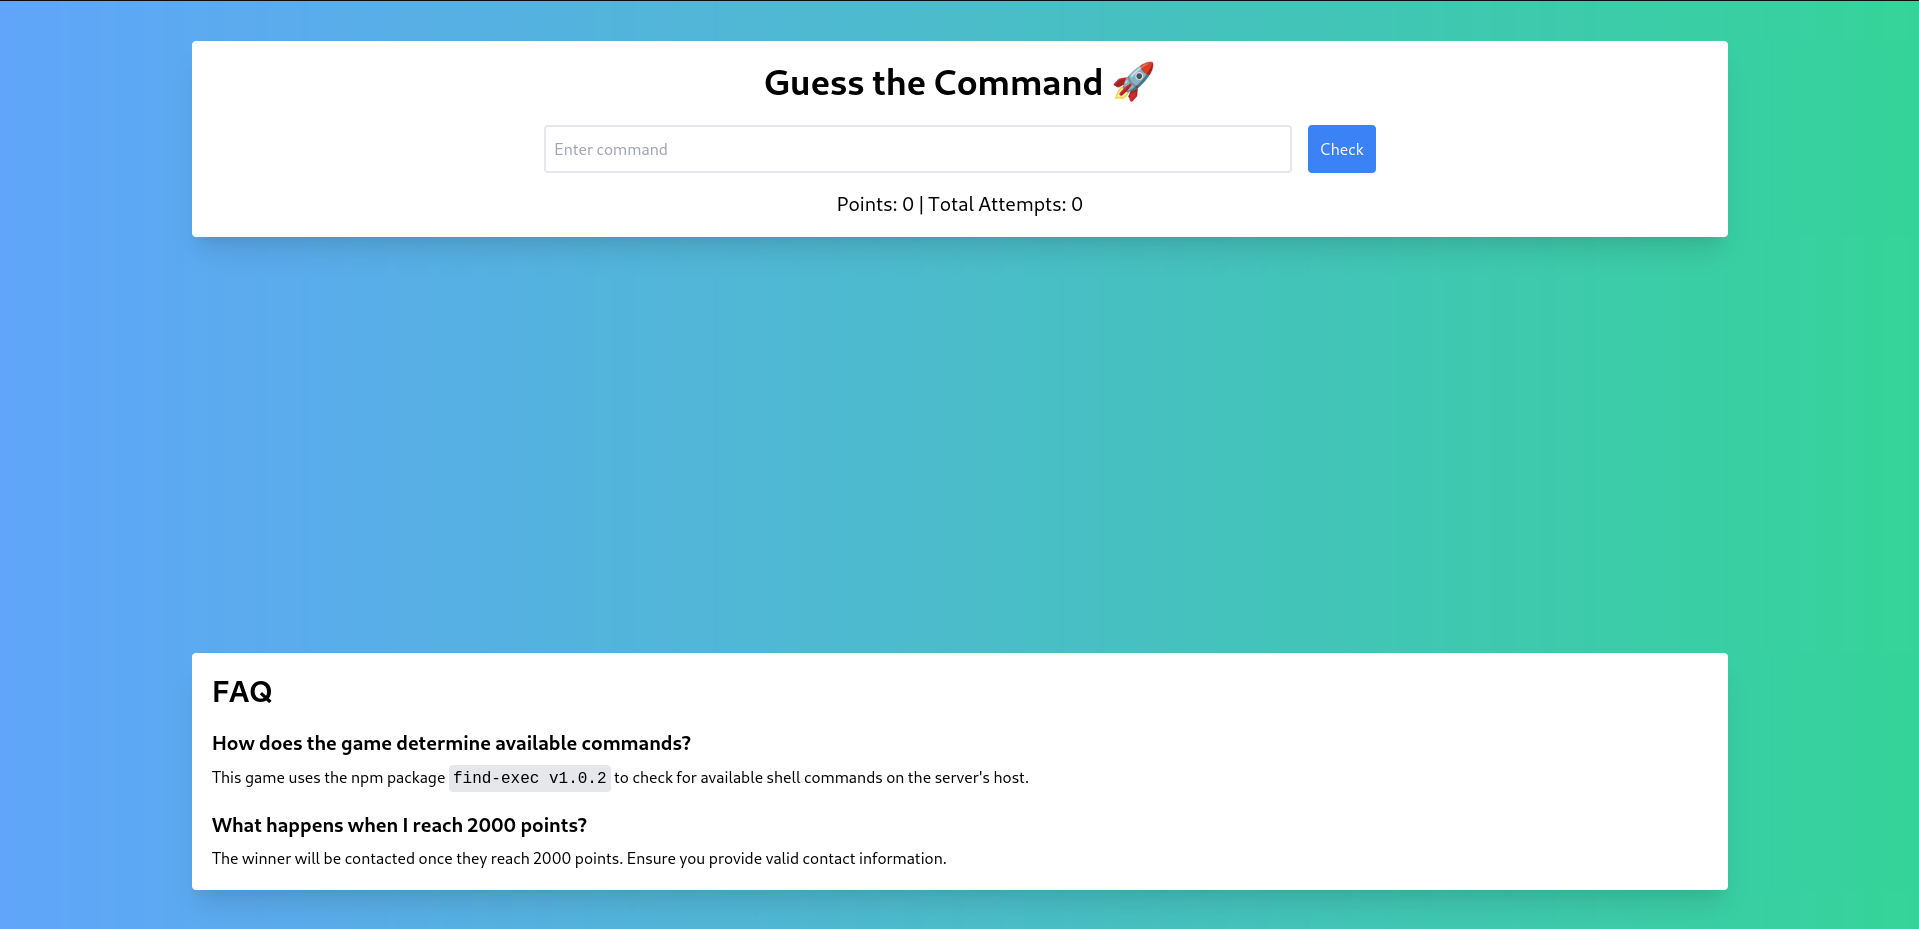 Guess the Command 🚀
Enter command
Check
Points: 0 | Total Attempts: 0
FAQ
How does the game determine available commands?
This game uses the npm package find-exec v1.0.2 to check for available shell commands on the server's host.
What happens when I reach 2000 points?
The winner will be contacted once they reach 2000 points. Ensure you provide valid contact information.